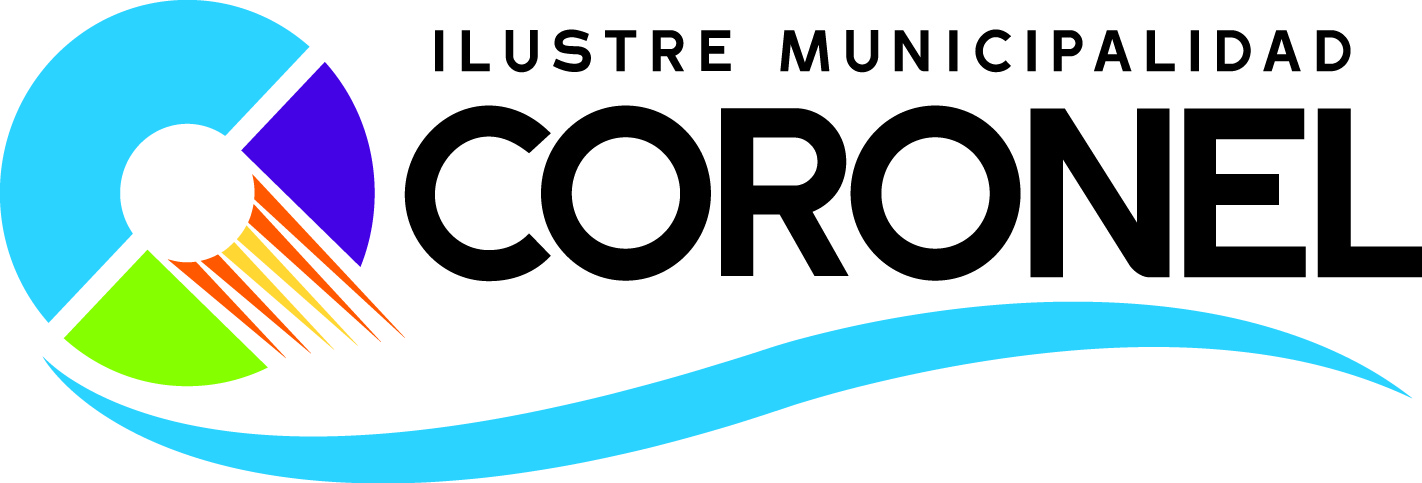 ILUSTRE MUNICIPALIDAD
CORONEL